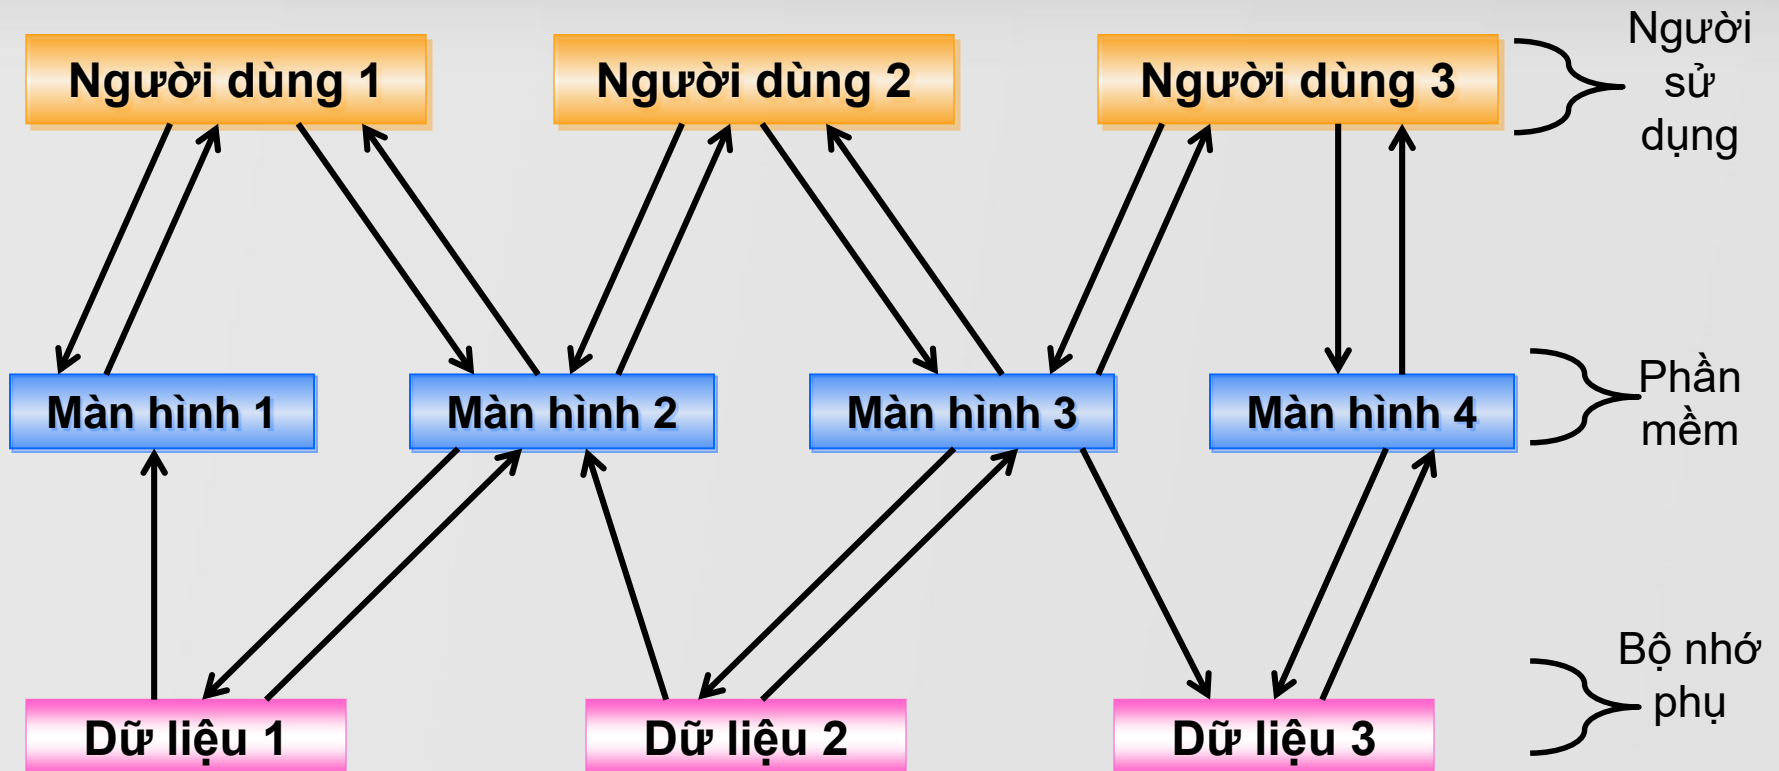 Người dùng 1
Người dùng 2
Người dùng 3
Người
sử
dụng
Màn hình 1
Màn hình 2
Màn hình 3
Màn hình 4
Phần
mềm
Dữ liệu 1
Dữ liệu 2
Dữ liệu 3
Bộ nhớ
phụ